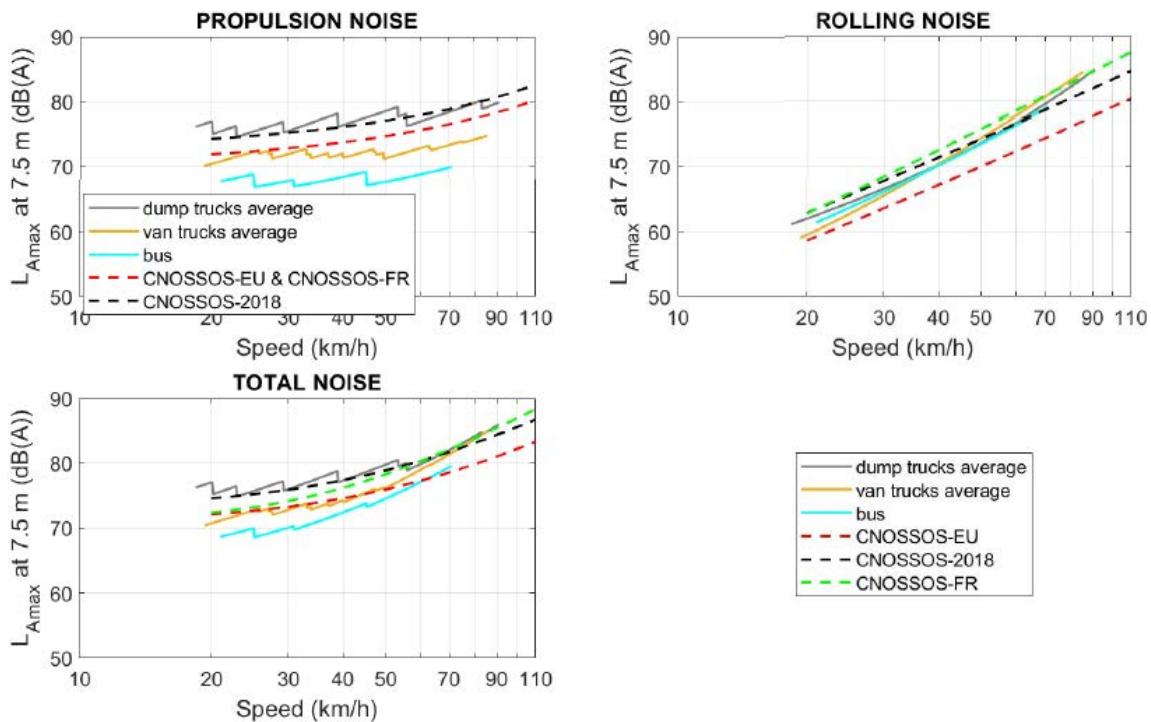 PROPULSION NOISE
90
80
70
60
50
L_Amax at 7.5 m (dB(A))
dump trucks average
van trucks average
bus
CNOSSOS-EU & CNOSSOS-FR
CNOSSOS-2018
10 20 30 40 50 70 90 110
Speed (km/h)
ROLLING NOISE
90
80
70
60
50
L_Amax at 7.5 m (dB(A))
10 20 30 40 50 70 90 110
Speed (km/h)
TOTAL NOISE
90
80
70
60
50
L_Amax at 7.5 m (dB(A))
10 20 30 40 50 70 90 110
Speed (km/h)
dump trucks average
van trucks average
bus
CNOSSOS-EU
CNOSSOS-2018
CNOSSOS-FR